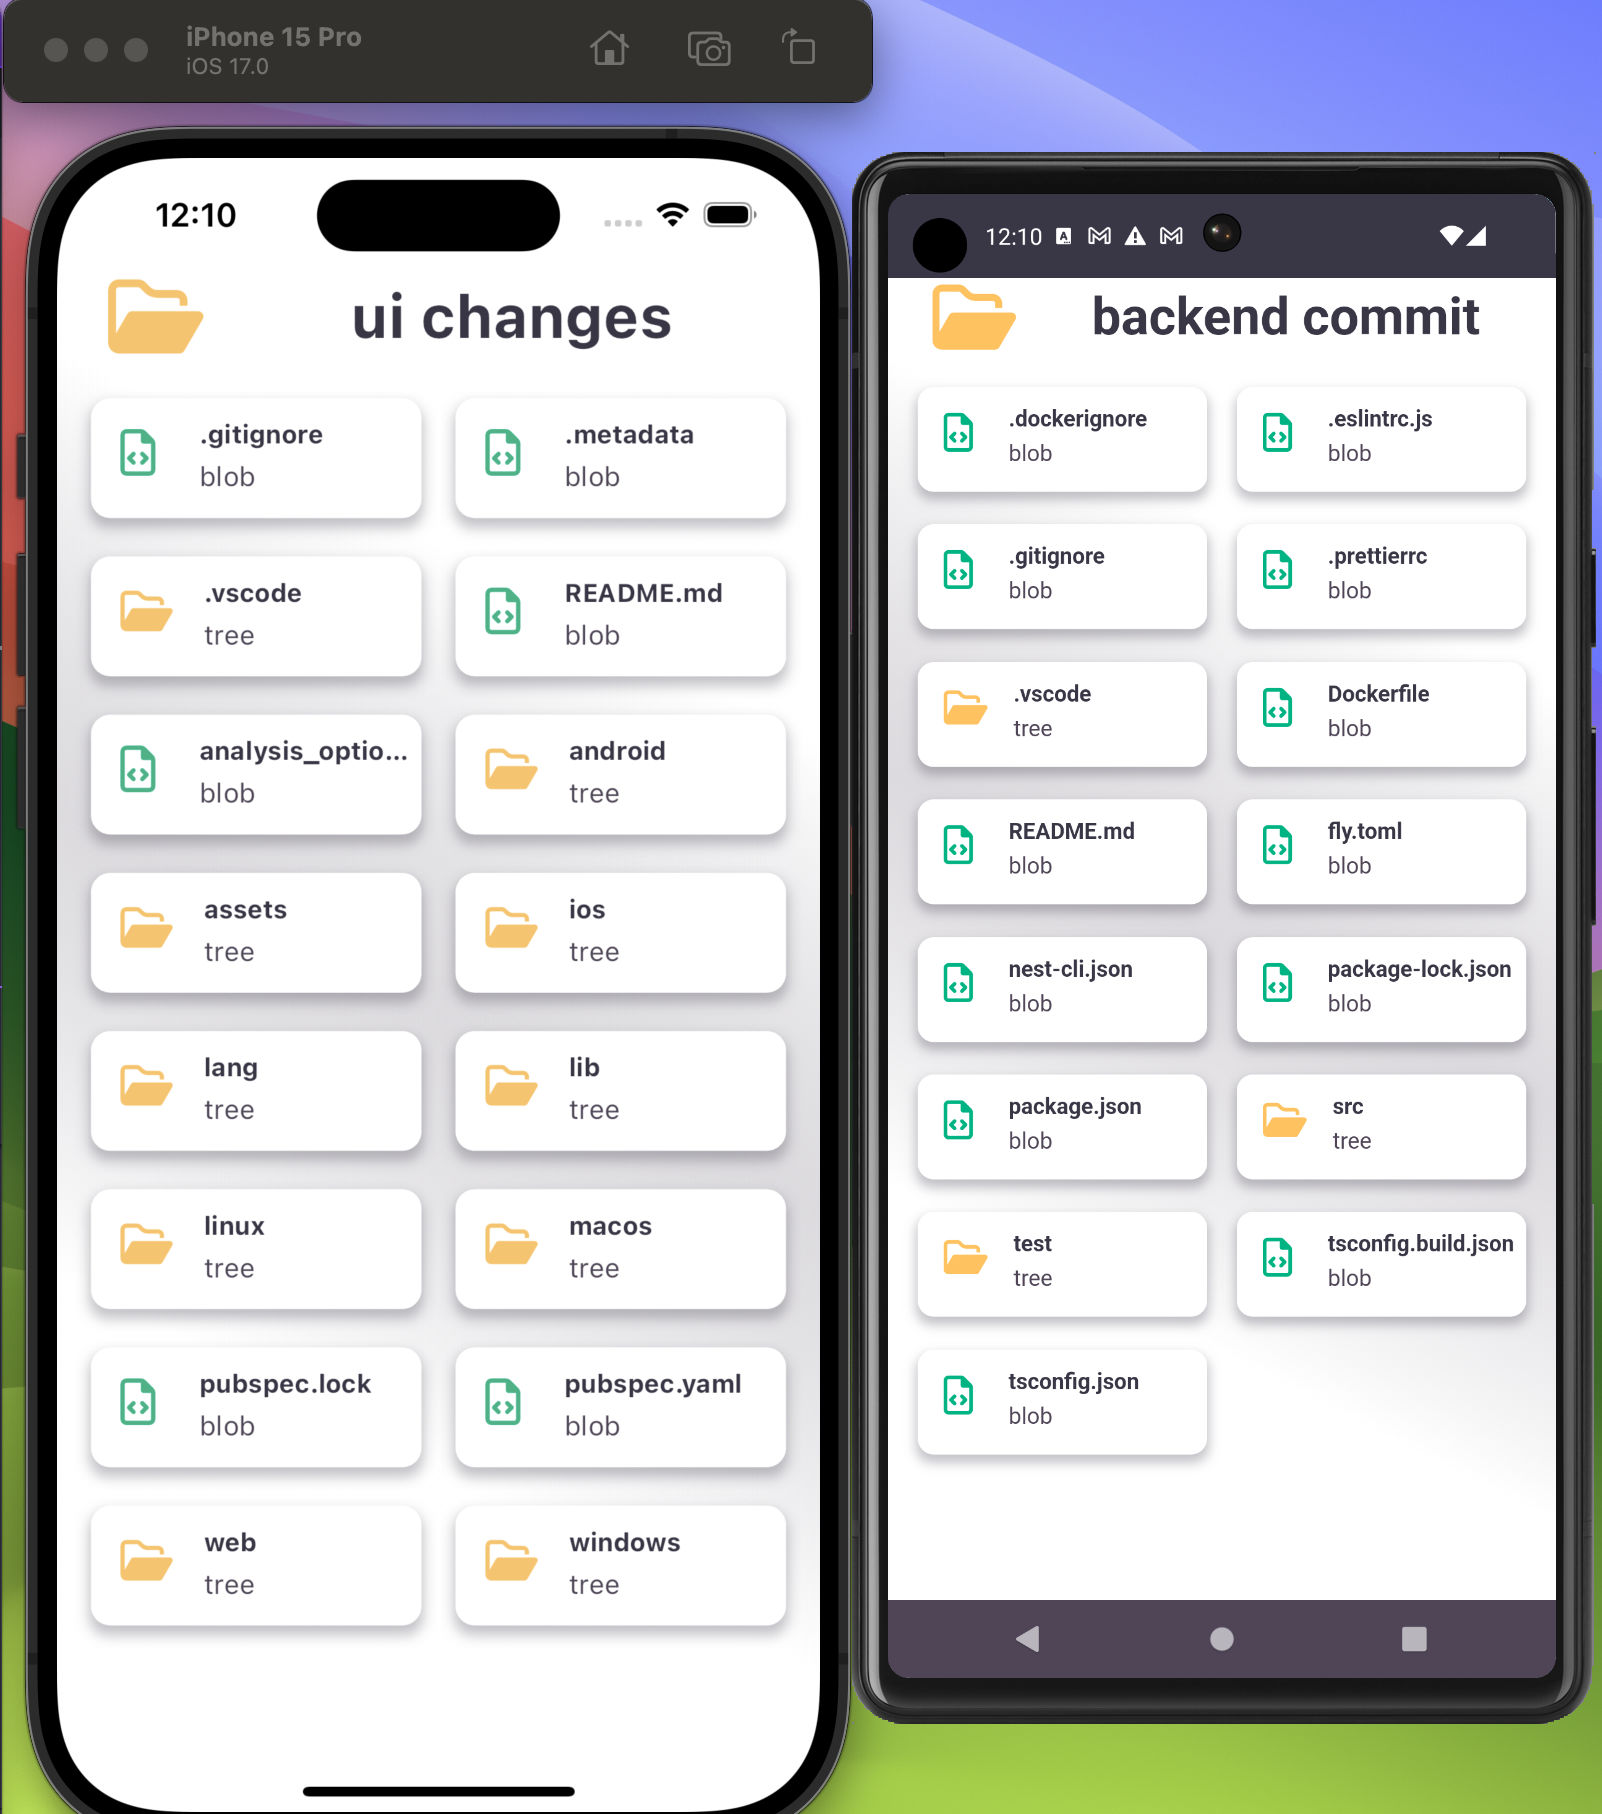 iPhone 15 Pro
iOS 17.0
12:10
ui changes
.gitignore
blob
.metadata
blob
.vscode
tree
README.md
blob
analysis_optio...
blob
android
tree
assets
tree
ios
tree
lang
tree
lib
tree
linux
tree
macos
tree
pubspec.lock
blob
pubspec.yaml
blob
web
tree
windows
tree
12:10
backend commit
.dockerignore
blob
.eslintrc.js
blob
.gitignore
blob
.prettierrc
blob
.vscode
tree
Dockerfile
blob
README.md
blob
fly.toml
blob
nest-cli.json
blob
package-lock.json
blob
package.json
blob
src
tree
test
tree
tsconfig.build.json
blob
tsconfig.json
blob